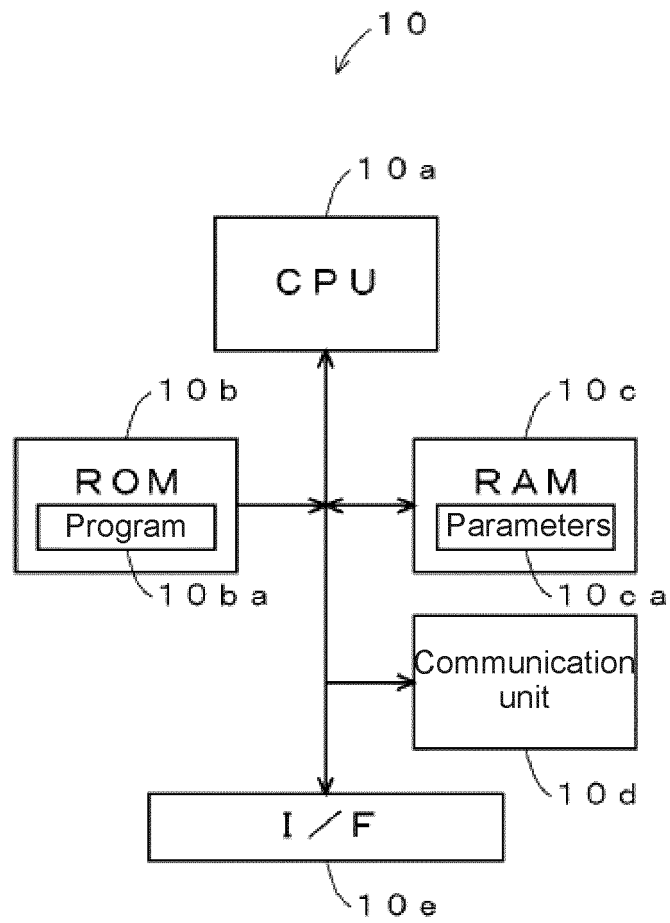 10
10a
CPU
10b
10c
ROM
RAM
Program
Parameters
10ba
10ca
Communication
unit
10d
I/F
10e